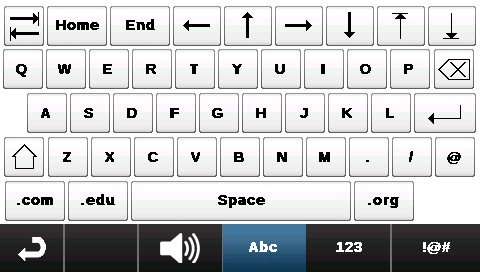 Home End
Q W E R T Y U I O P
A S D F G H J K L
Z X C V B N M . / @
.com .edu Space .org
Abc 123 !@#